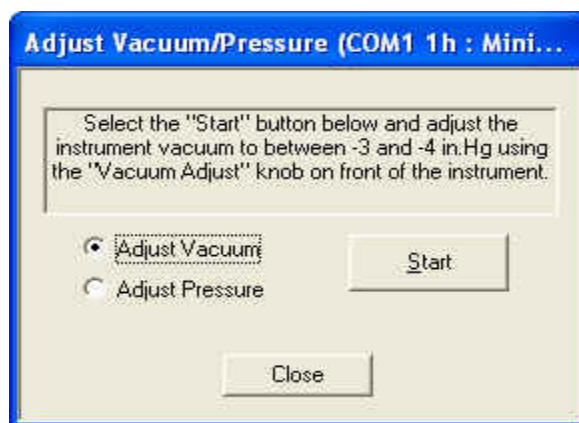 Adjust Vacuum/Pressure (COM1 1h : Mini...
Select the "Start" button below and adjust the
instrument vacuum to between -3 and -4 in.Hg using
the "Vacuum Adjust" knob on front of the instrument.
Adjust Vacuum
Start
Adjust Pressure
Close